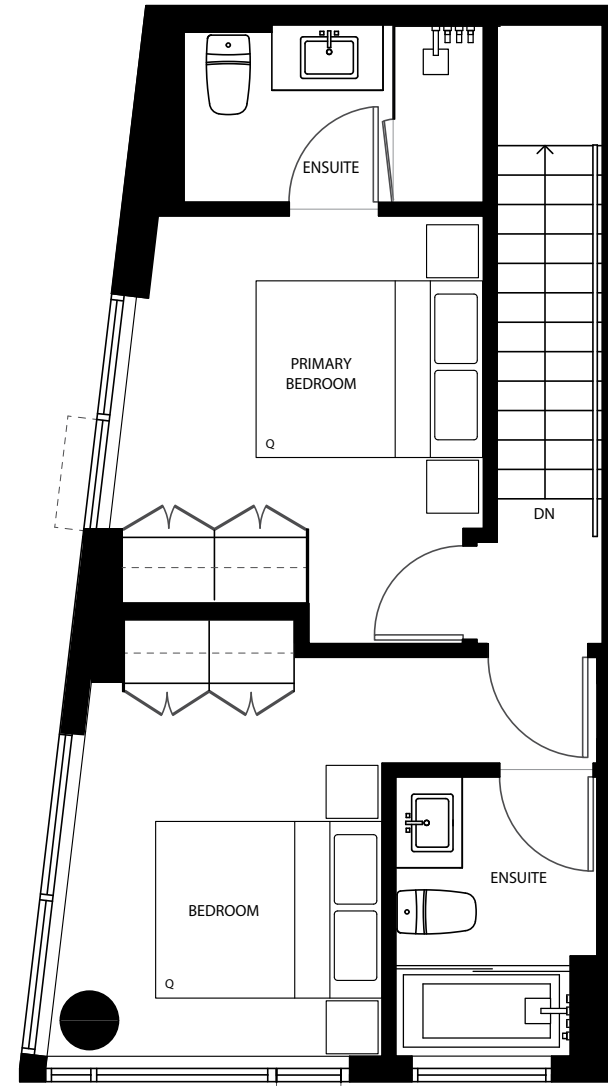 ENSUITE
PRIMARY
BEDROOM
Q
DN
ENSUITE
BEDROOM
Q